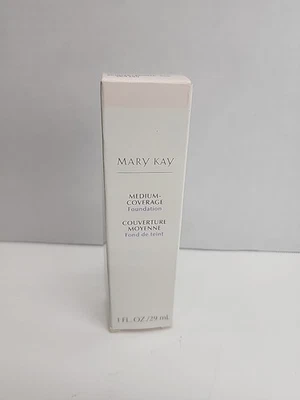 MARY KAY
MEDIUM-
COVERAGE
Foundation
COUVERTURE
MOYENNE
Fond de teint
1 FL. OZ./29 mL